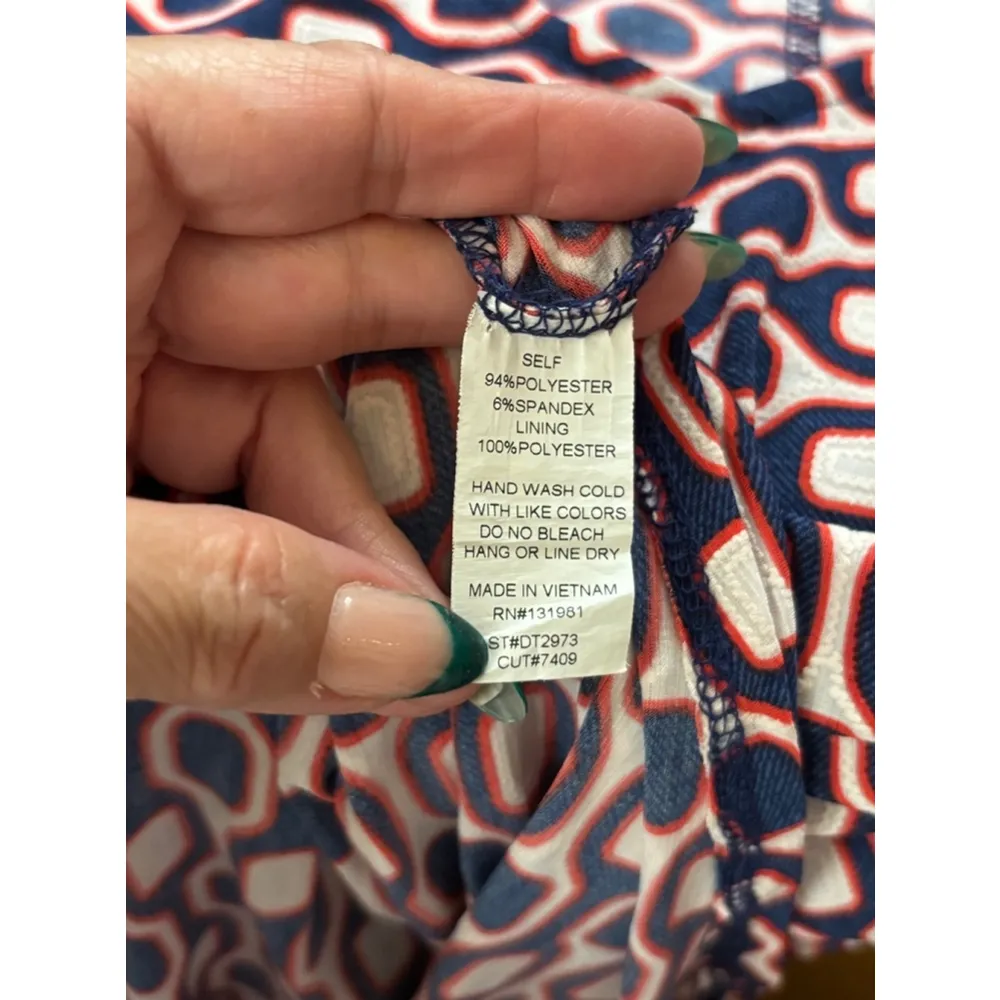 SELF
94%POLYESTER
6%SPANDEX
LINING
100%POLYESTER
HAND WASH COLD
WITH LIKE COLORS
DO NO BLEACH
HANG OR LINE DRY
MADE IN VIETNAM
RN#131981
ST#DT2973
CUT#7409